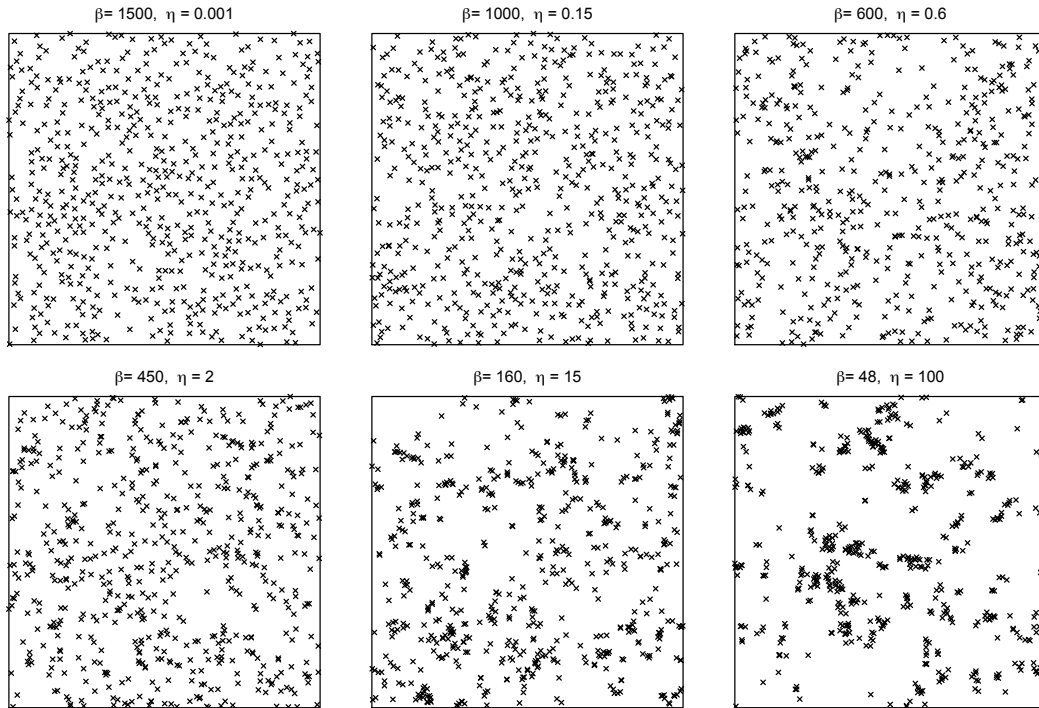 β= 1500, η = 0.001
β= 1000, η = 0.15
β= 600, η = 0.6
β= 450, η = 2
β= 160, η = 15
β= 48, η = 100